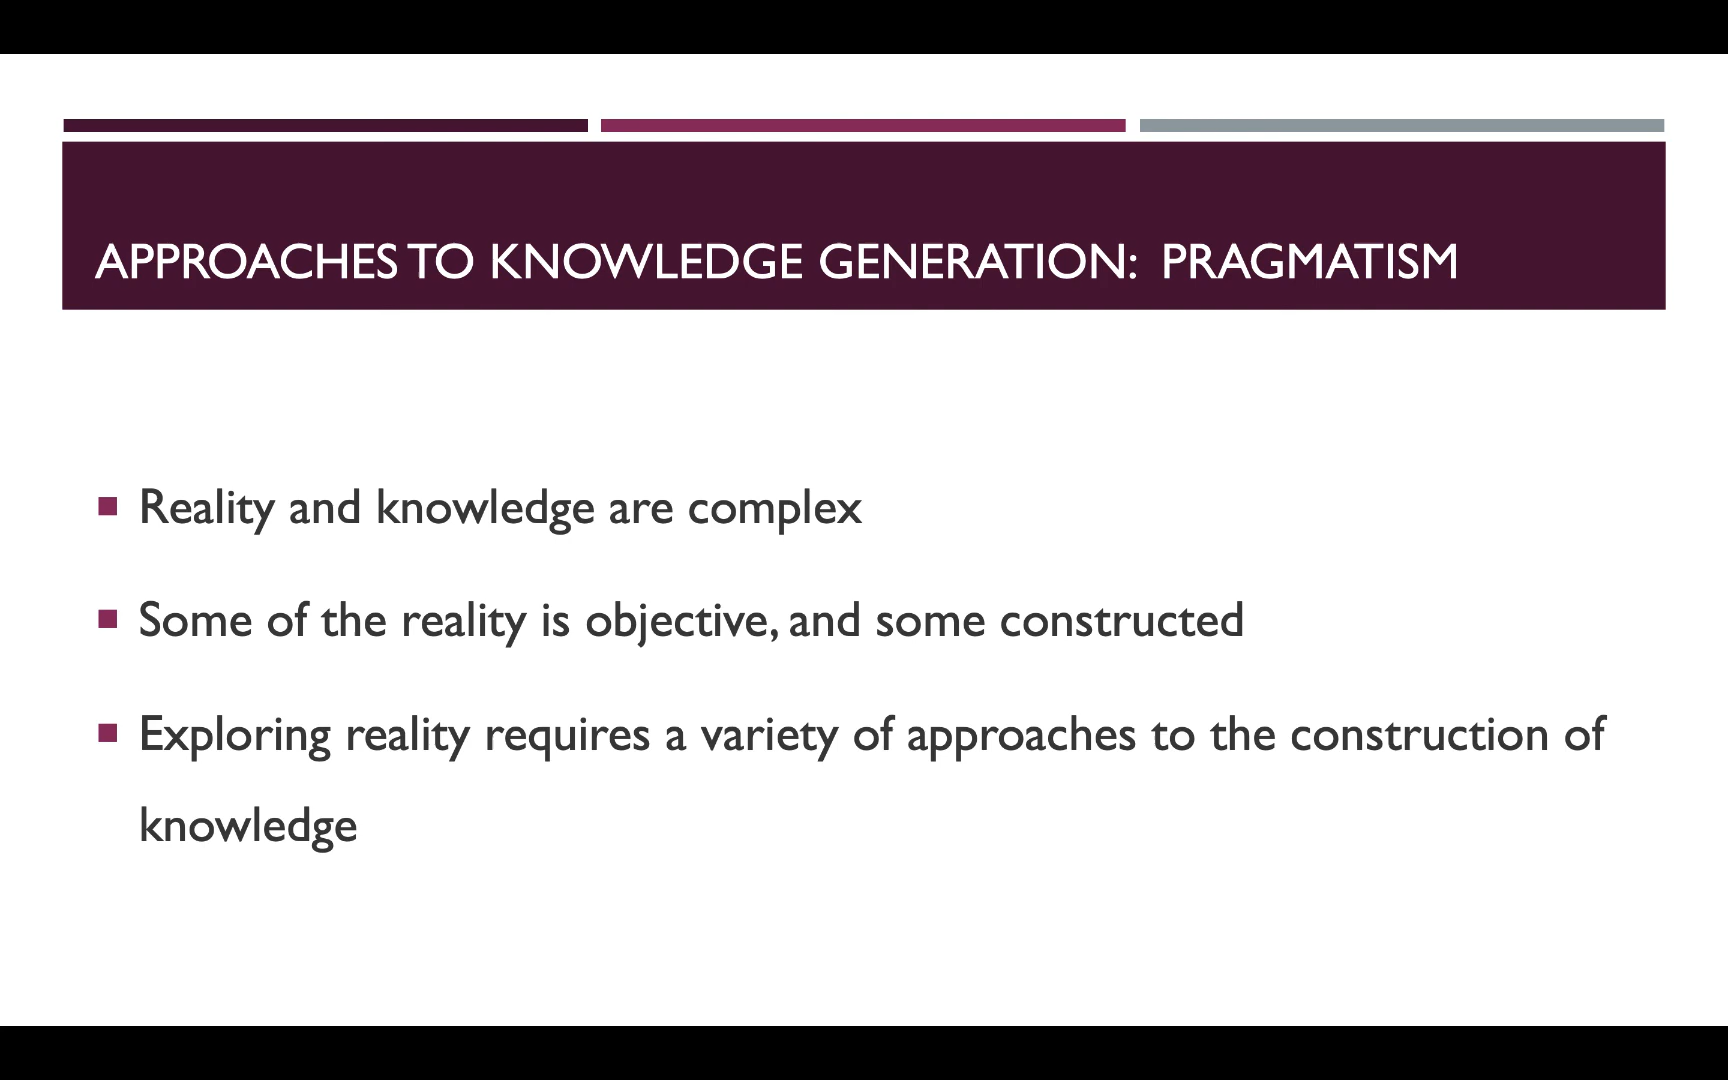 APPROACHES TO KNOWLEDGE GENERATION: PRAGMATISM
Reality and knowledge are complex
Some of the reality is objective, and some constructed
Exploring reality requires a variety of approaches to the construction of
knowledge